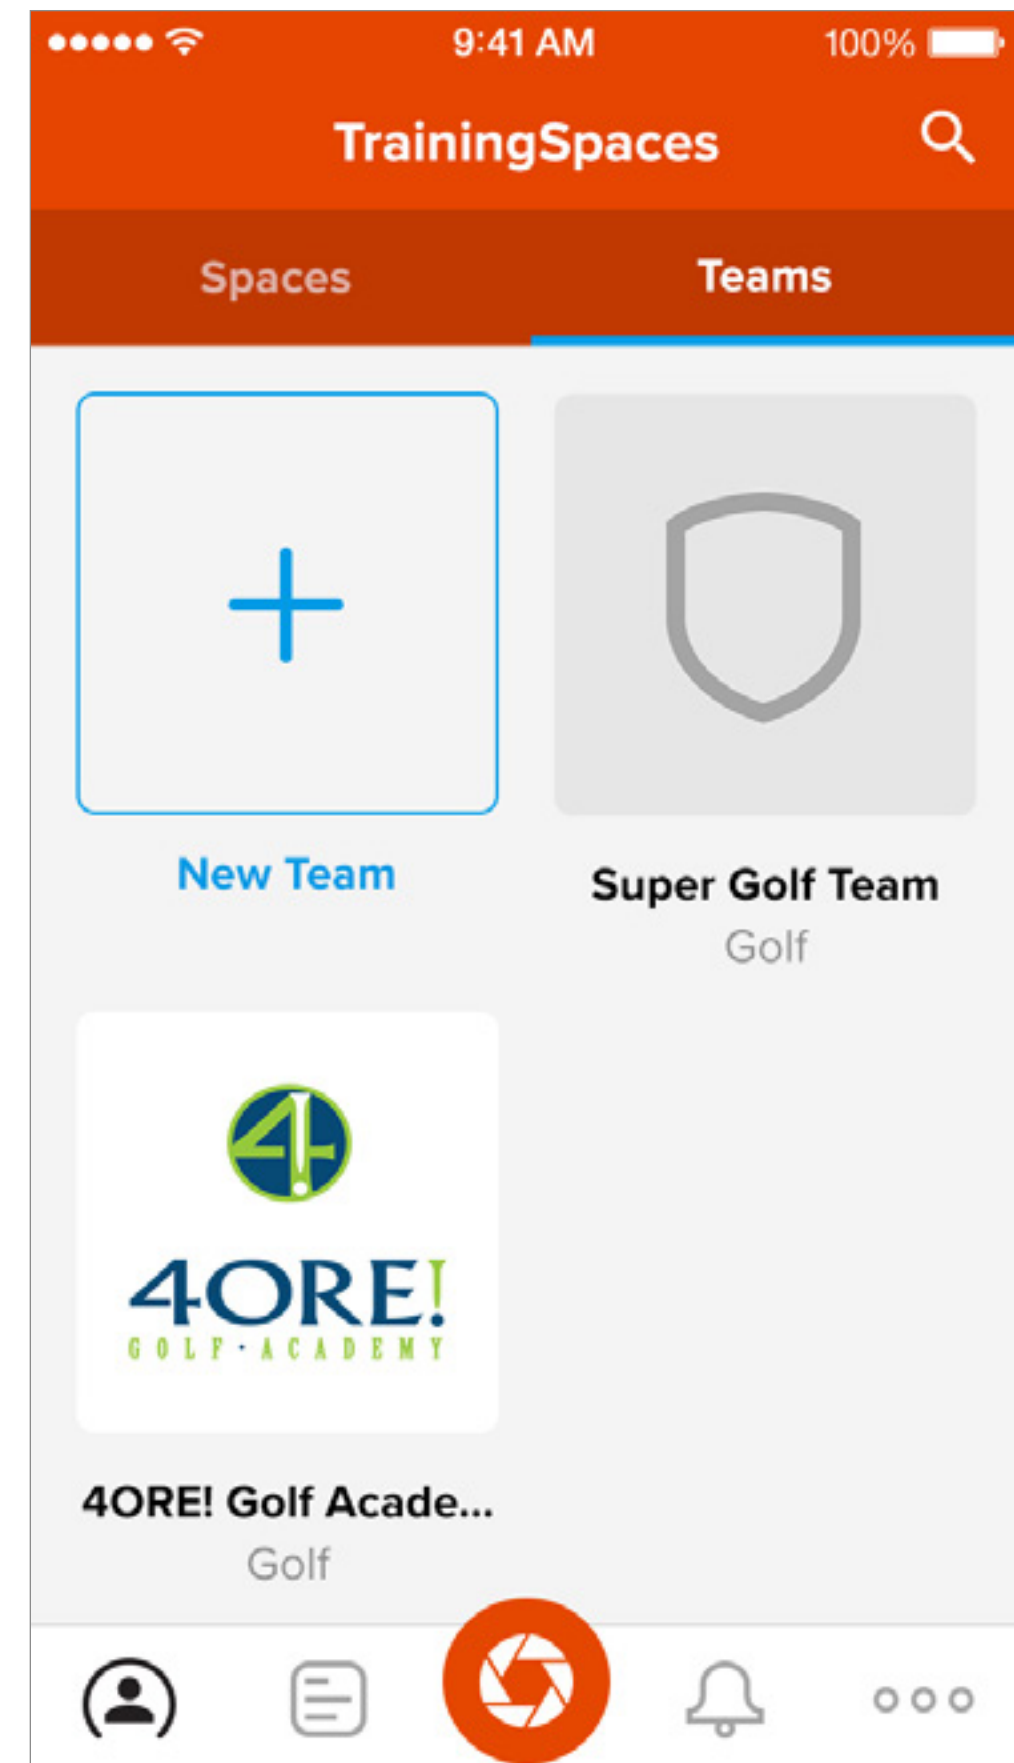 9:41 AM
100%
TrainingSpaces
Spaces
Teams
New Team
Super Golf Team
Golf
4!
4ORE!
GOLF·ACADEMY
4ORE! Golf Acade...
Golf